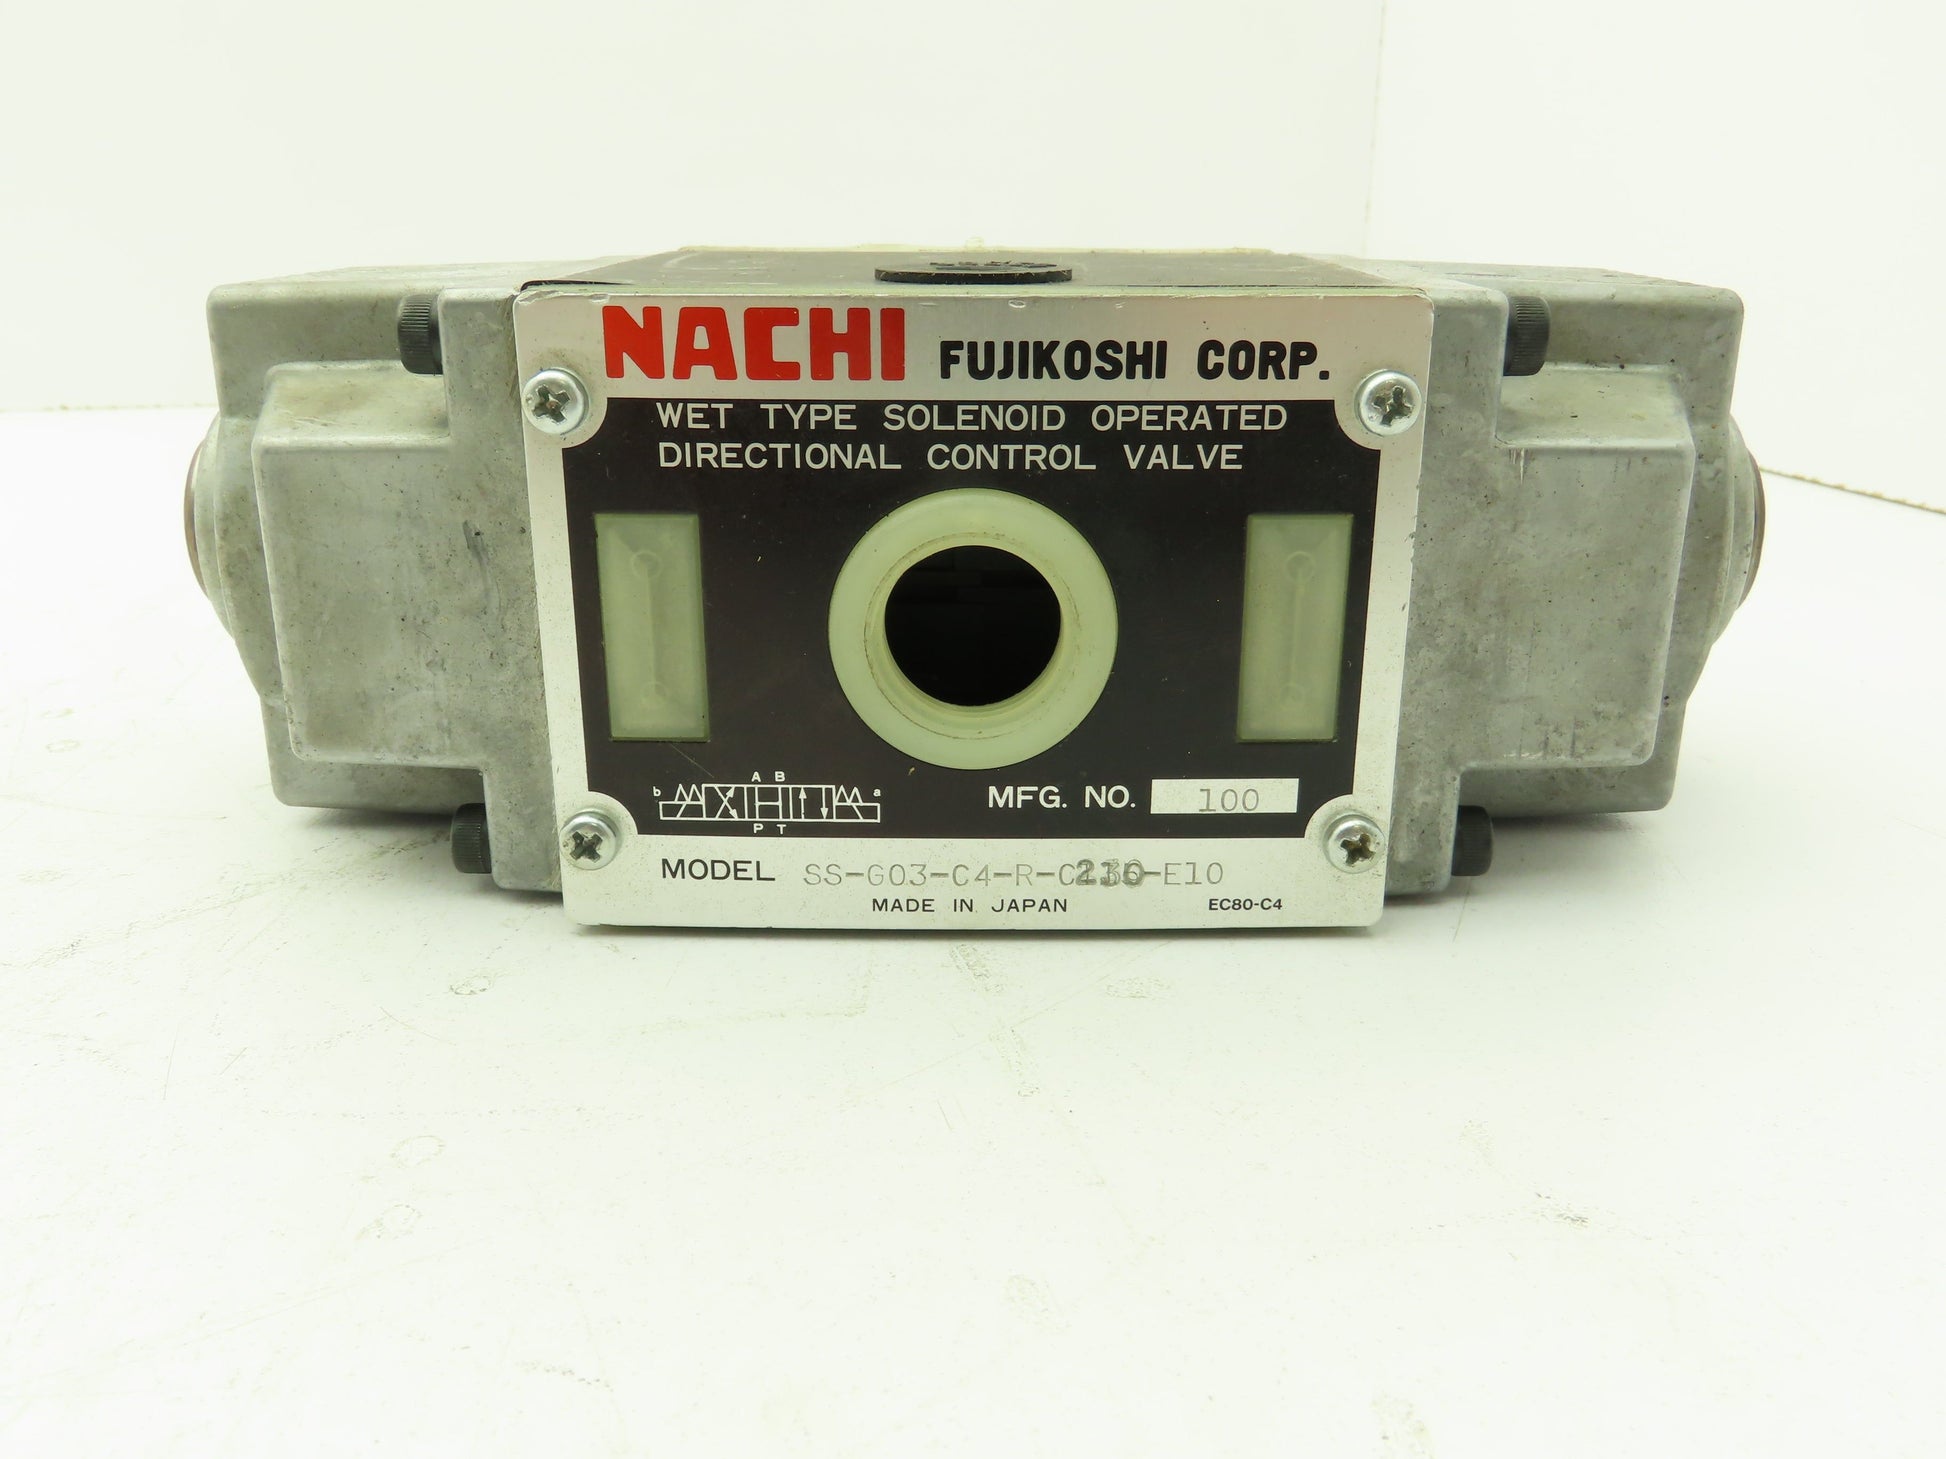 NACHI FUJIKOSHI CORP.
WET TYPE SOLENOID OPERATED
DIRECTIONAL CONTROL VALVE
A B
b a
P T
MFG. NO. 100
MODEL SS-G03-C4-R- -E10
MADE IN JAPAN EC80-C4